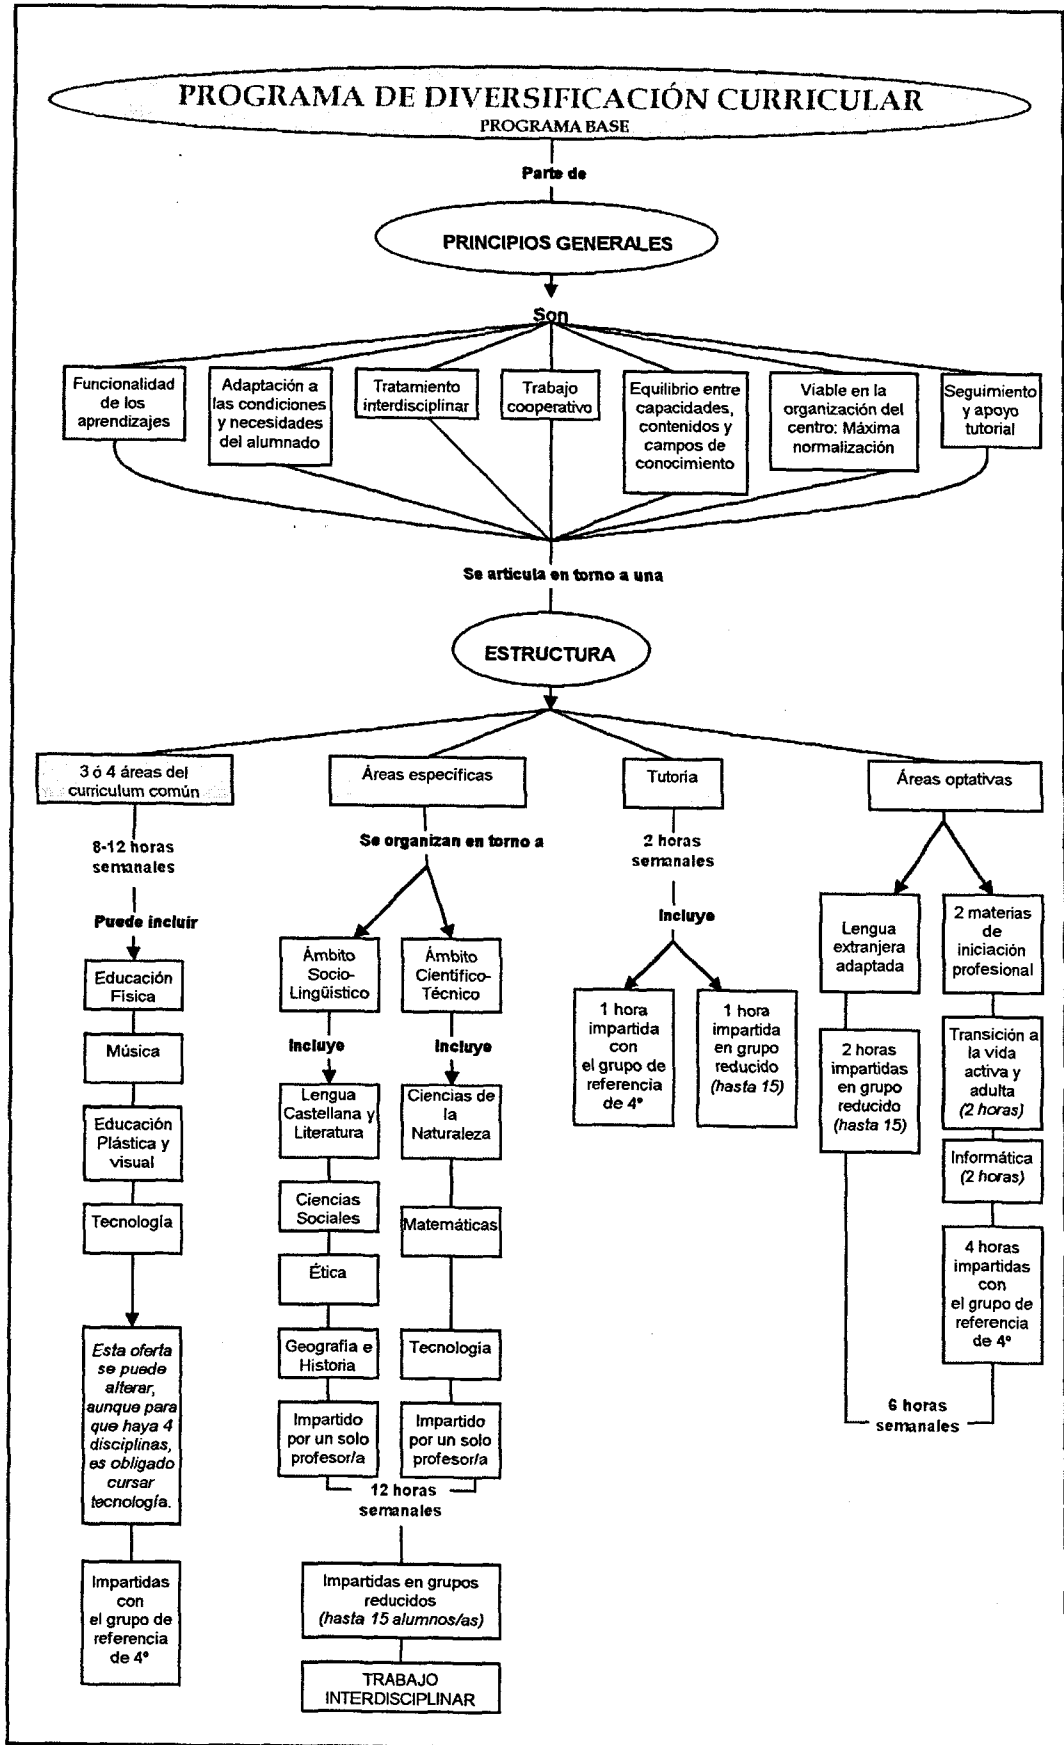 PROGRAMA DE DIVERSIFICACIÓN CURRICULAR
PROGRAMA BASE
Parte de
PRINCIPIOS GENERALES
Son
Funcionalidad
de los
aprendizajes
Adaptación a
las condiciones
y necesidades
del alumnado
Tratamiento
interdisciplinar
Trabajo
cooperativo
Equilibrio entre
capacidades,
contenidos y
campos de
conocimiento
Viable en la
organización del
centro: Máxima
normalización
Seguimiento
y apoyo
tutorial
Se articula en torno a una
ESTRUCTURA
3 ó 4 áreas del
curriculum común
8-12 horas
semanales
Puede incluir
Educación
Física
Música
Educación
Plástica y
visual
Tecnología
Esta oferta
se puede
alterar,
aunque para
que haya 4
disciplinas,
es obligado
cursar
tecnología.
Impartidas
con
el grupo de
referencia
de 4º
Áreas específicas
Se organizan en torno a
Ámbito
Socio-
Lingüístico
Incluye
Lengua
Castellana y
Literatura
Ciencias
Sociales
Ética
Geografía e
Historia
Impartido
por un solo
profesor/a
Ámbito
Científico-
Técnico
Incluye
Ciencias de
la
Naturaleza
Matemáticas
Tecnología
Impartido
por un solo
profesor/a
12 horas
semanales
Impartidas en grupos
reducidos
(hasta 15 alumnos/as)
TRABAJO
INTERDISCIPLINAR
Tutoría
2 horas
semanales
Incluye
1 hora
impartida
con
el grupo de
referencia
de 4º
1 hora
impartida
en grupo
reducido
(hasta 15)
Áreas optativas
Lengua
extranjera
adaptada
2 horas
impartidas
en grupo
reducido
(hasta 15)
2 materias
de
iniciación
profesional
Transición a
la vida
activa y
adulta
(2 horas)
Informática
(2 horas)
4 horas
impartidas
con
el grupo de
referencia
de 4º
6 horas
semanales